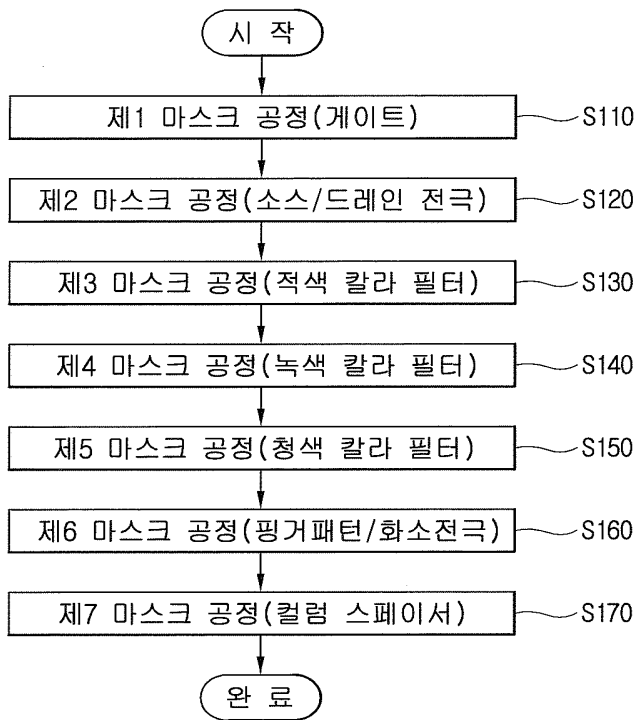 시 작
제1 마스크 공정(게이트) S110
제2 마스크 공정(소스/드레인 전극) S120
제3 마스크 공정(적색 칼라 필터) S130
제4 마스크 공정(녹색 칼라 필터) S140
제5 마스크 공정(청색 칼라 필터) S150
제6 마스크 공정(핑거패턴/화소전극) S160
제7 마스크 공정(컬럼 스페이서) S170
완 료